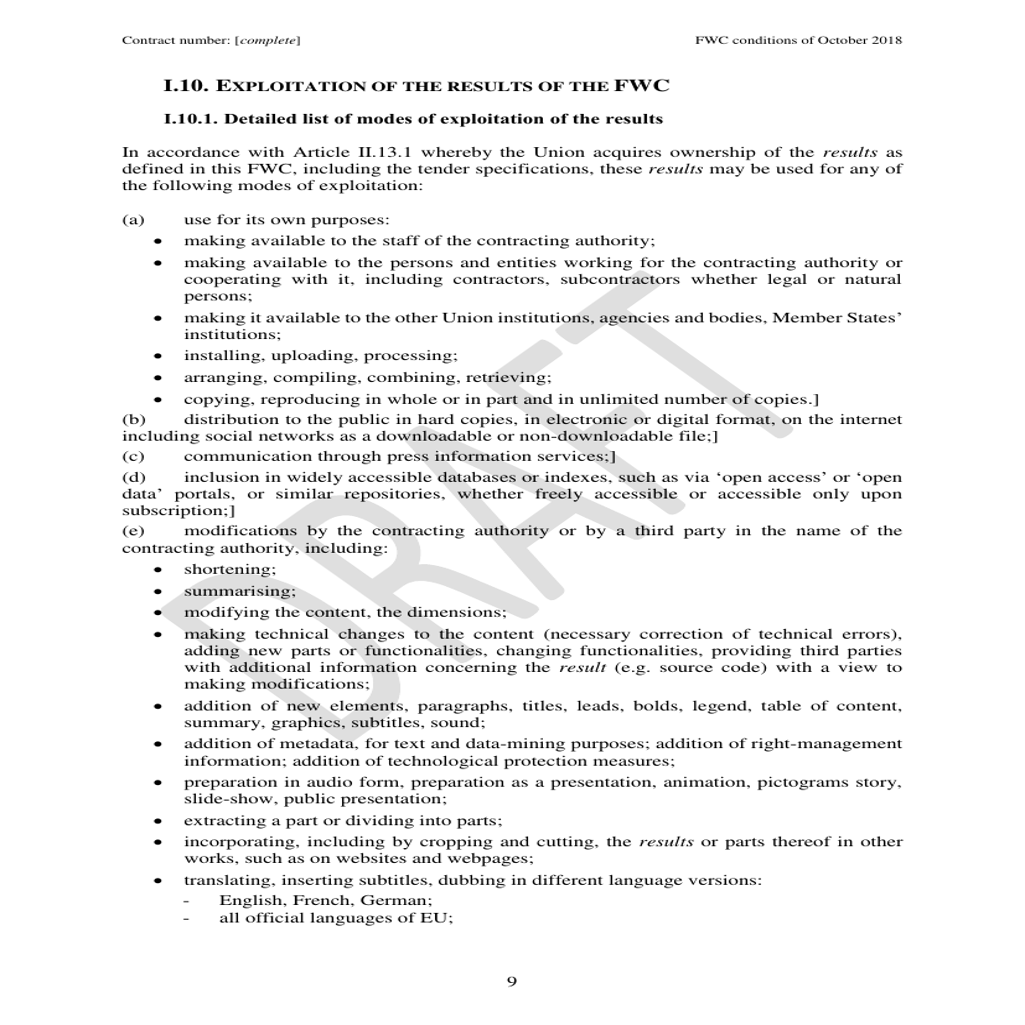 Contract number: [complete] FWC conditions of October 2018
I.10. EXPLOITATION OF THE RESULTS OF THE FWC
I.10.1. Detailed list of modes of exploitation of the results
In accordance with Article II.13.1 whereby the Union acquires ownership of the results as
defined in this FWC, including the tender specifications, these results may be used for any of
the following modes of exploitation:
(a) use for its own purposes:
• making available to the staff of the contracting authority;
• making available to the persons and entities working for the contracting authority or
cooperating with it, including contractors, subcontractors whether legal or natural
persons;
• making it available to the other Union institutions, agencies and bodies, Member States’
institutions;
• installing, uploading, processing;
• arranging, compiling, combining, retrieving;
• copying, reproducing in whole or in part and in unlimited number of copies.]
(b) distribution to the public in hard copies, in electronic or digital format, on the internet
including social networks as a downloadable or non-downloadable file;]
(c) communication through press information services;]
(d) inclusion in widely accessible databases or indexes, such as via ‘open access’ or ‘open
data’ portals, or similar repositories, whether freely accessible or accessible only upon
subscription;]
(e) modifications by the contracting authority or by a third party in the name of the
contracting authority, including:
• shortening;
• summarising;
• modifying the content, the dimensions;
• making technical changes to the content (necessary correction of technical errors),
adding new parts or functionalities, changing functionalities, providing third parties
with additional information concerning the result (e.g. source code) with a view to
making modifications;
• addition of new elements, paragraphs, titles, leads, bolds, legend, table of content,
summary, graphics, subtitles, sound;
• addition of metadata, for text and data-mining purposes; addition of right-management
information; addition of technological protection measures;
• preparation in audio form, preparation as a presentation, animation, pictograms story,
slide-show, public presentation;
• extracting a part or dividing into parts;
• incorporating, including by cropping and cutting, the results or parts thereof in other
works, such as on websites and webpages;
• translating, inserting subtitles, dubbing in different language versions:
- English, French, German;
- all official languages of EU;
9
DRAFT